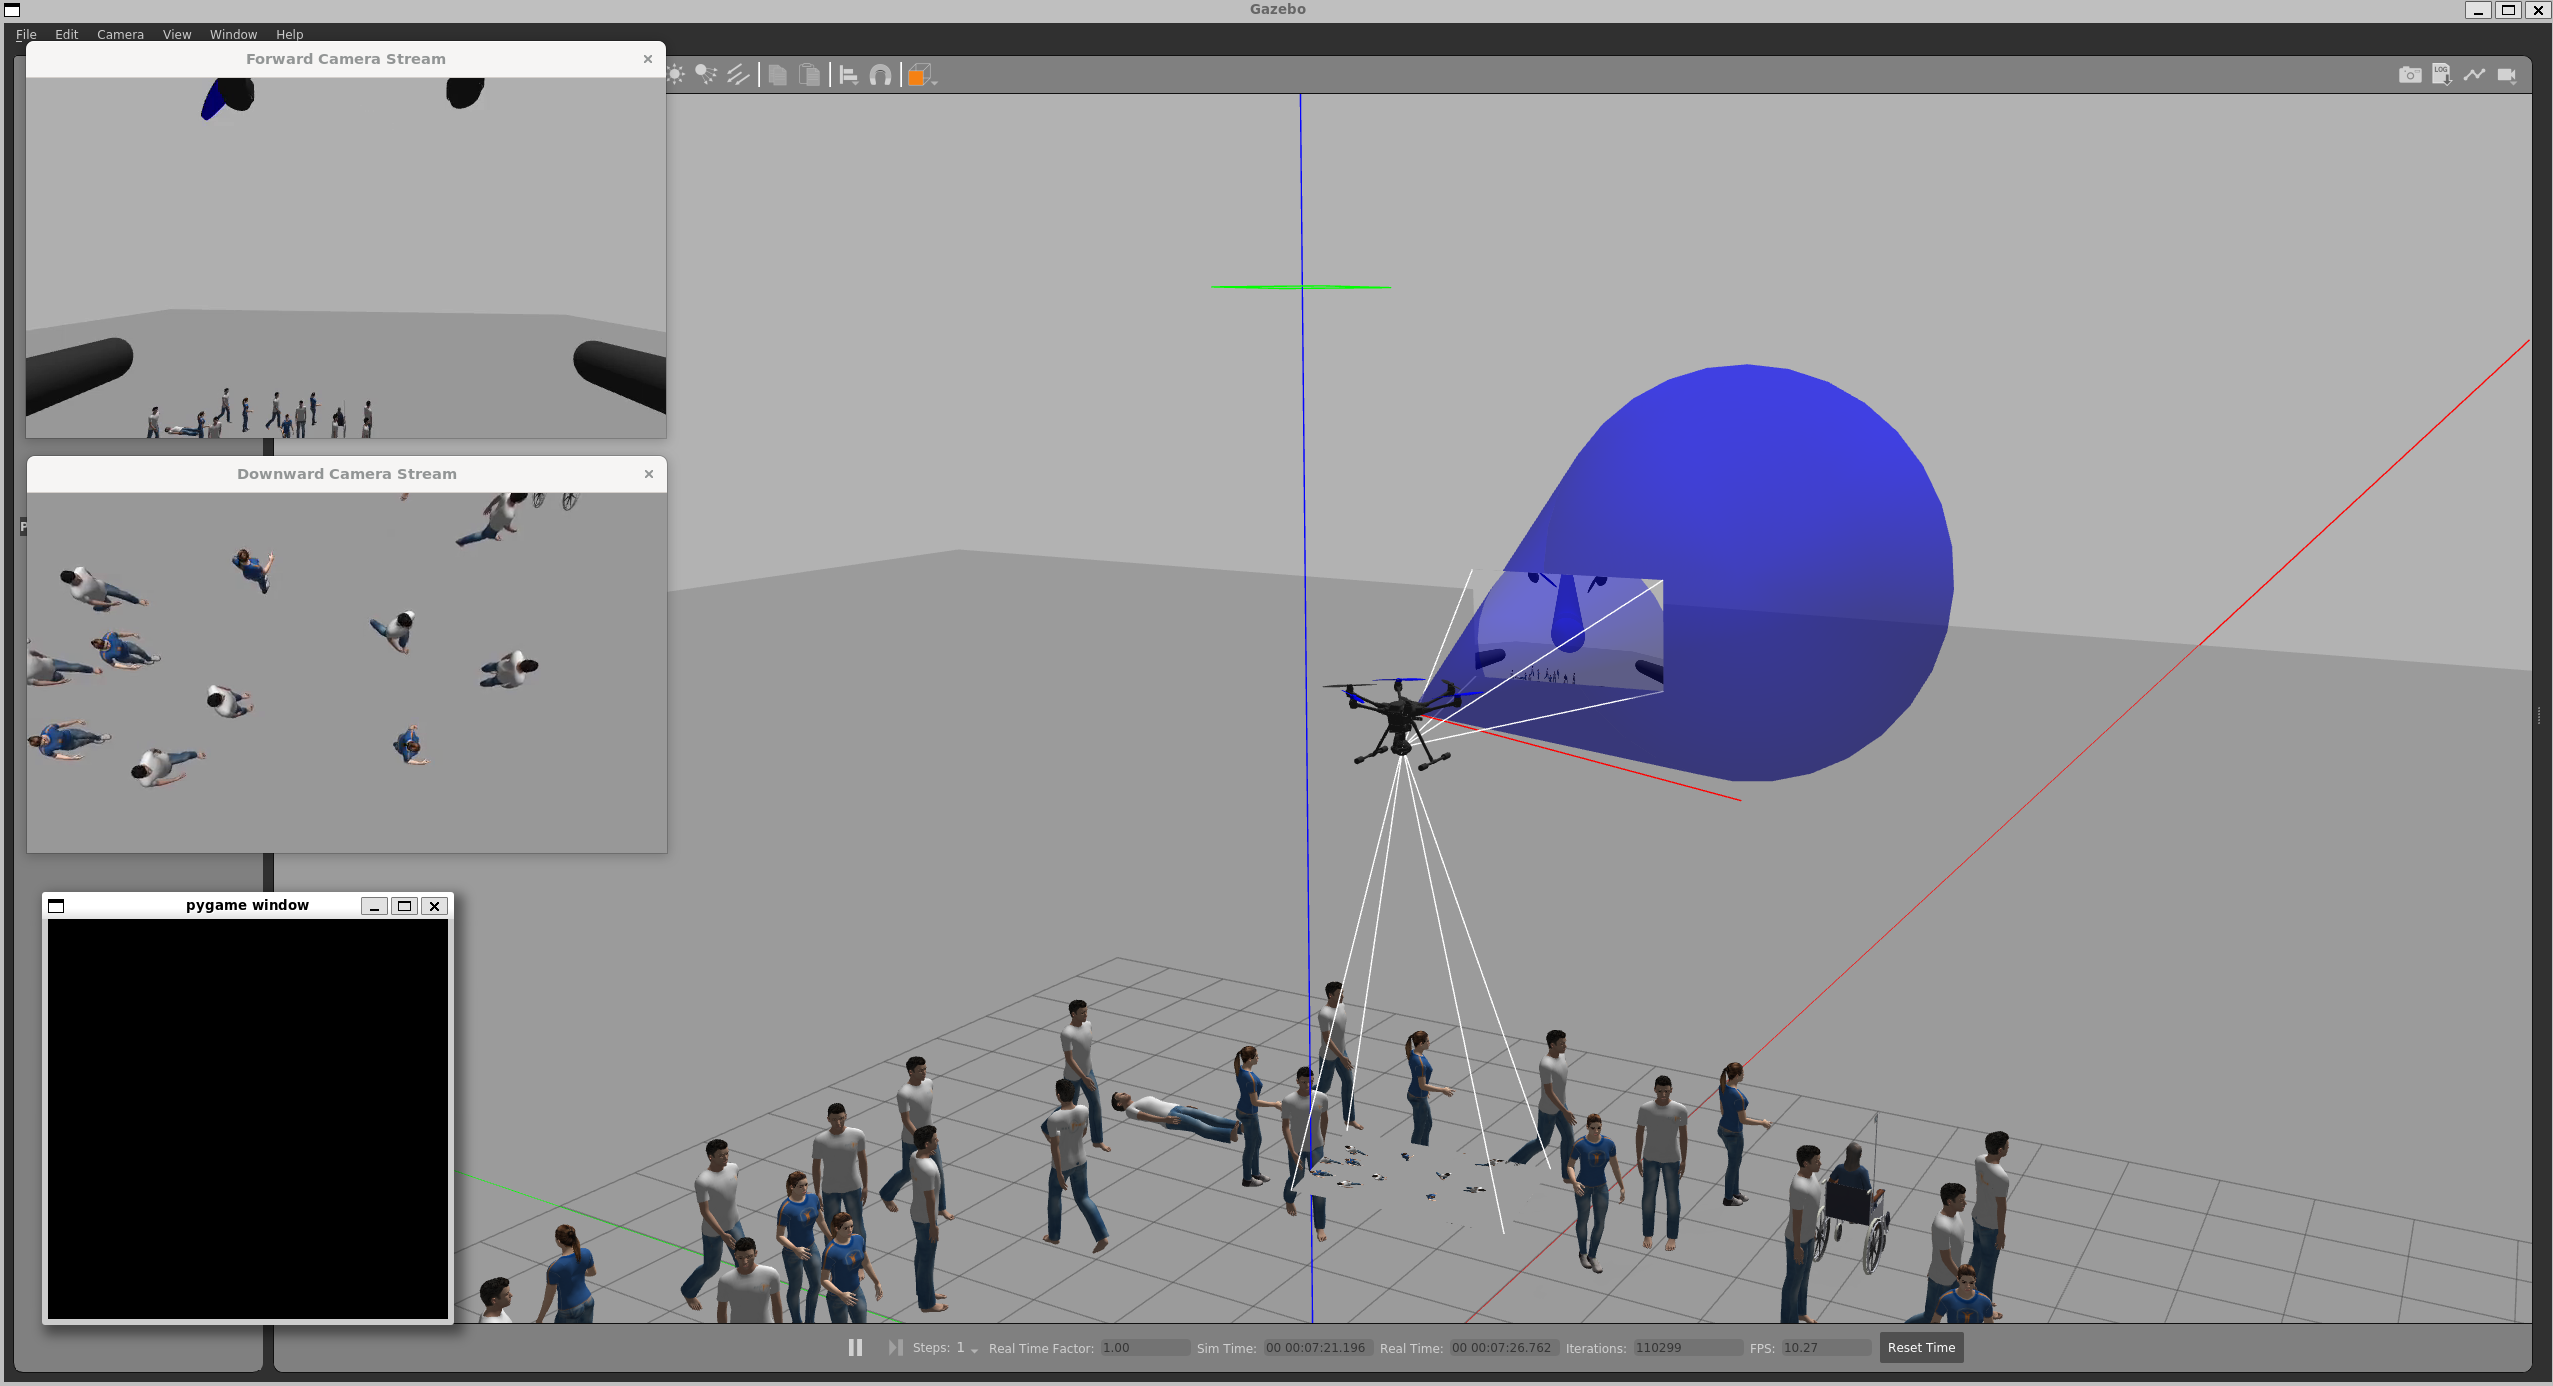 Gazebo
File Edit Camera View Window Help
Forward Camera Stream
LOG
Downward Camera Stream
P
pygame window
Steps: 1 Real Time Factor: 1.00 Sim Time: 00 00:07:21.196 Real Time: 00 00:07:26.762 Iterations: 110299 FPS: 10.27 Reset Time